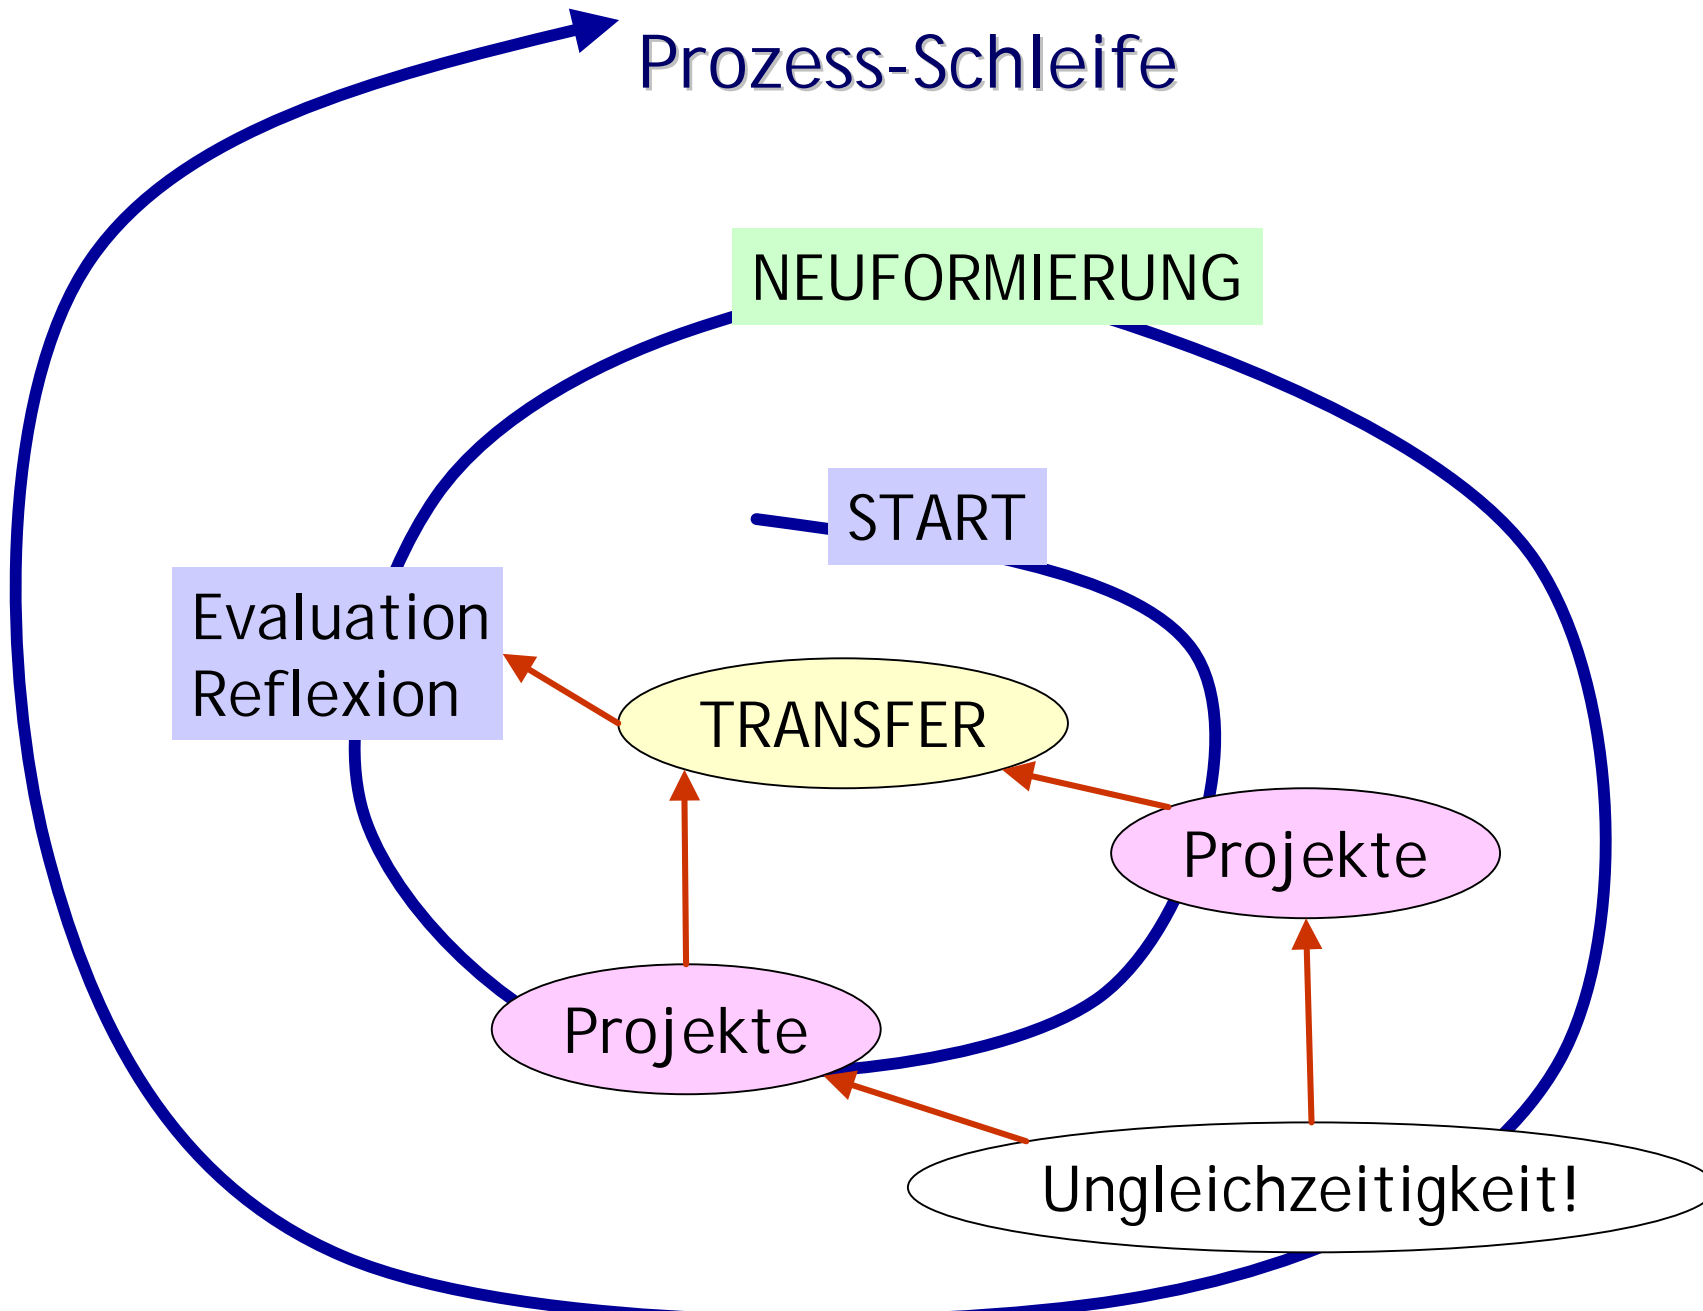 Prozess-Schleife
NEUFORMIERUNG
START
Evaluation
Reflexion
TRANSFER
Projekte
Projekte
Ungleichzeitigkeit!